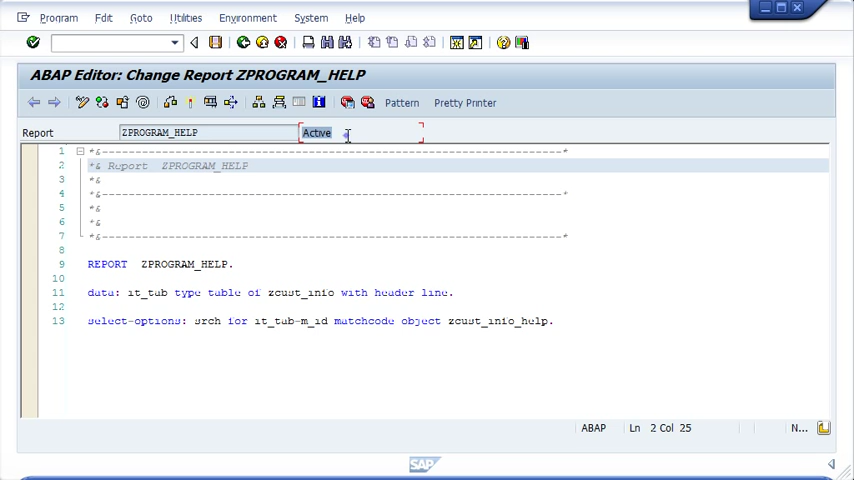 Program Edit Goto Utilities Environment System Help
ABAP Editor: Change Report ZPROGRAM_HELP
Pattern Pretty Printer
Report ZPROGRAM_HELP Active
1 *&---------------------------------------------------------------------*
2 *& Report ZPROGRAM_HELP
3 *&
4 *&---------------------------------------------------------------------*
5 *&
6 *&
7 *&---------------------------------------------------------------------*
8
9 REPORT ZPROGRAM_HELP.
10
11 data: it_tab type table of zcust_info with header line.
12
13 select-options: srch for it_tab-m_id matchcode object zcust_info_help.
ABAP Ln 2 Col 25 N...
SAP